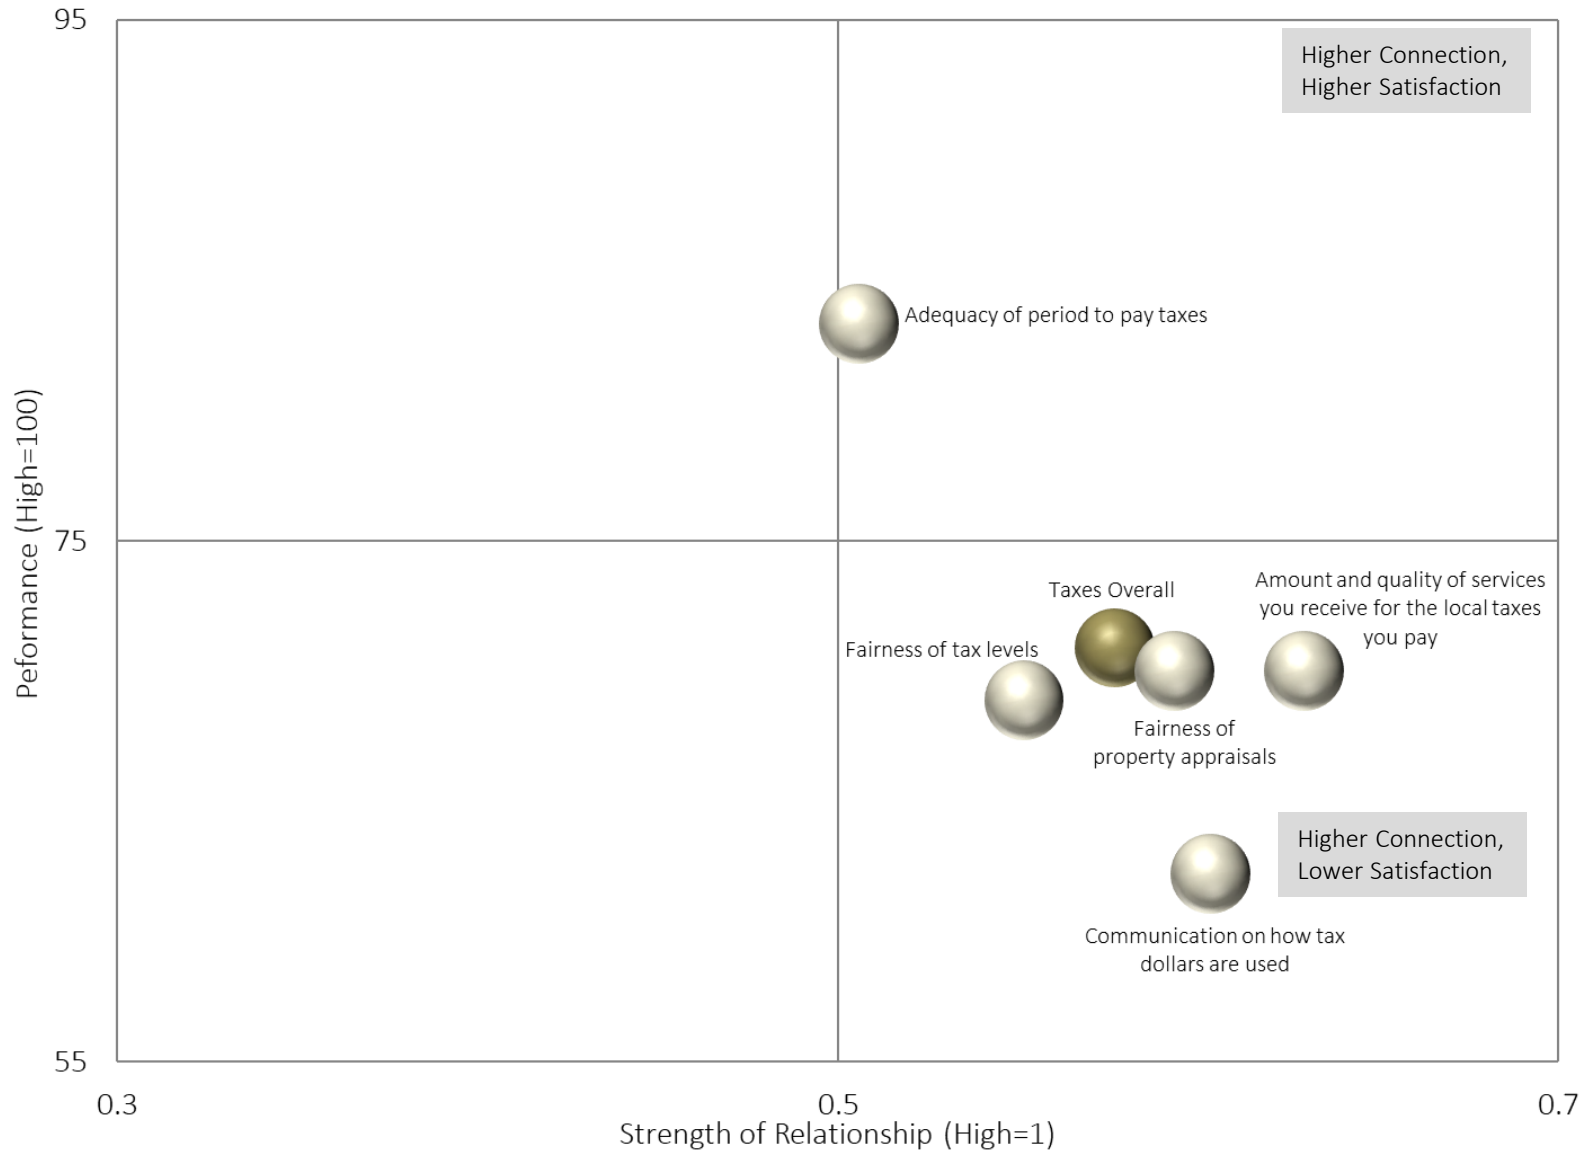 95
Higher Connection,
Higher Satisfaction
Adequacy of period to pay taxes
Peformance (High=100)
75
Taxes Overall
Amount and quality of services
you receive for the local taxes
you pay
Fairness of tax levels
Fairness of
property appraisals
Higher Connection,
Lower Satisfaction
Communication on how tax
dollars are used
55
0.3
0.5
0.7
Strength of Relationship (High=1)